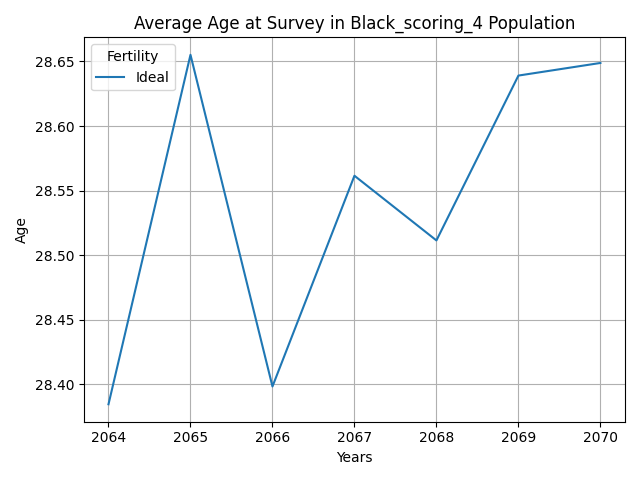 Average Age at Survey in Black_scoring_4 Population
Fertility
Ideal
Age
28.65
28.60
28.55
28.50
28.45
28.40
2064 2065 2066 2067 2068 2069 2070
Years